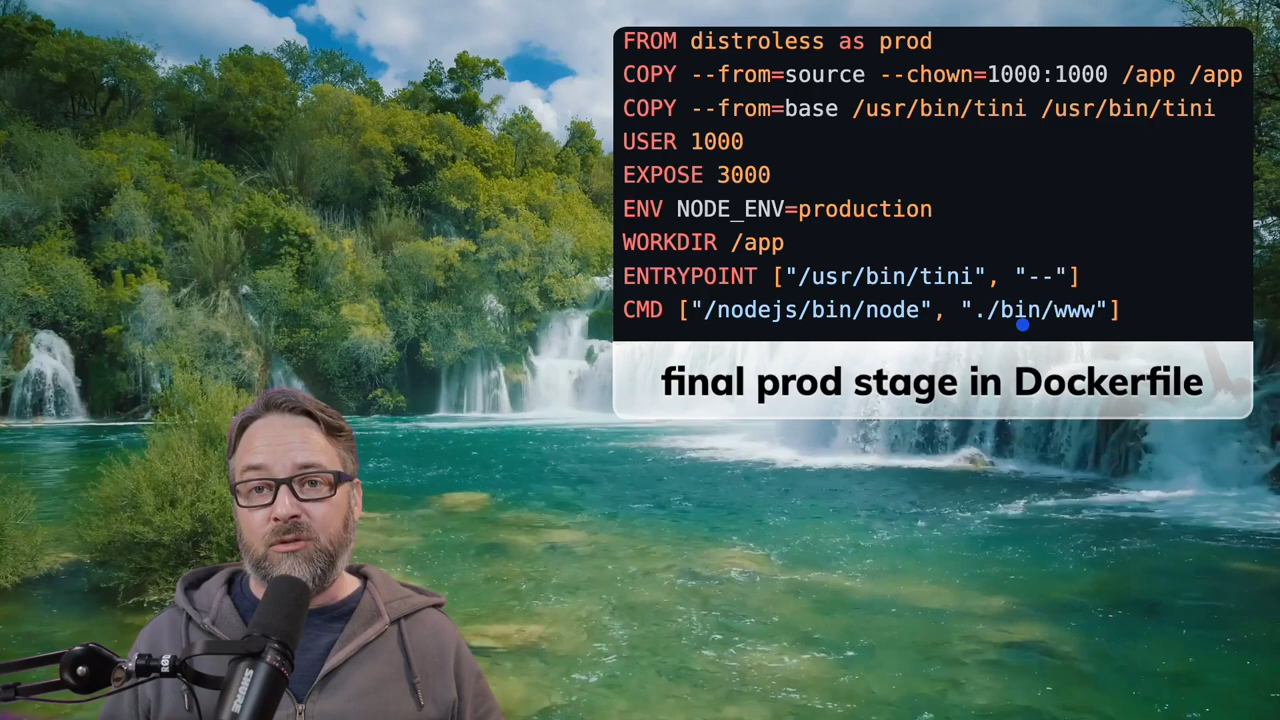 FROM distroless as prod
COPY --from=source --chown=1000:1000 /app /app
COPY --from=base /usr/bin/tini /usr/bin/tini
USER 1000
EXPOSE 3000
ENV NODE_ENV=production
WORKDIR /app
ENTRYPOINT ["/usr/bin/tini", "--"]
CMD ["/nodejs/bin/node", "./bin/www"]
final prod stage in Dockerfile
RØDE